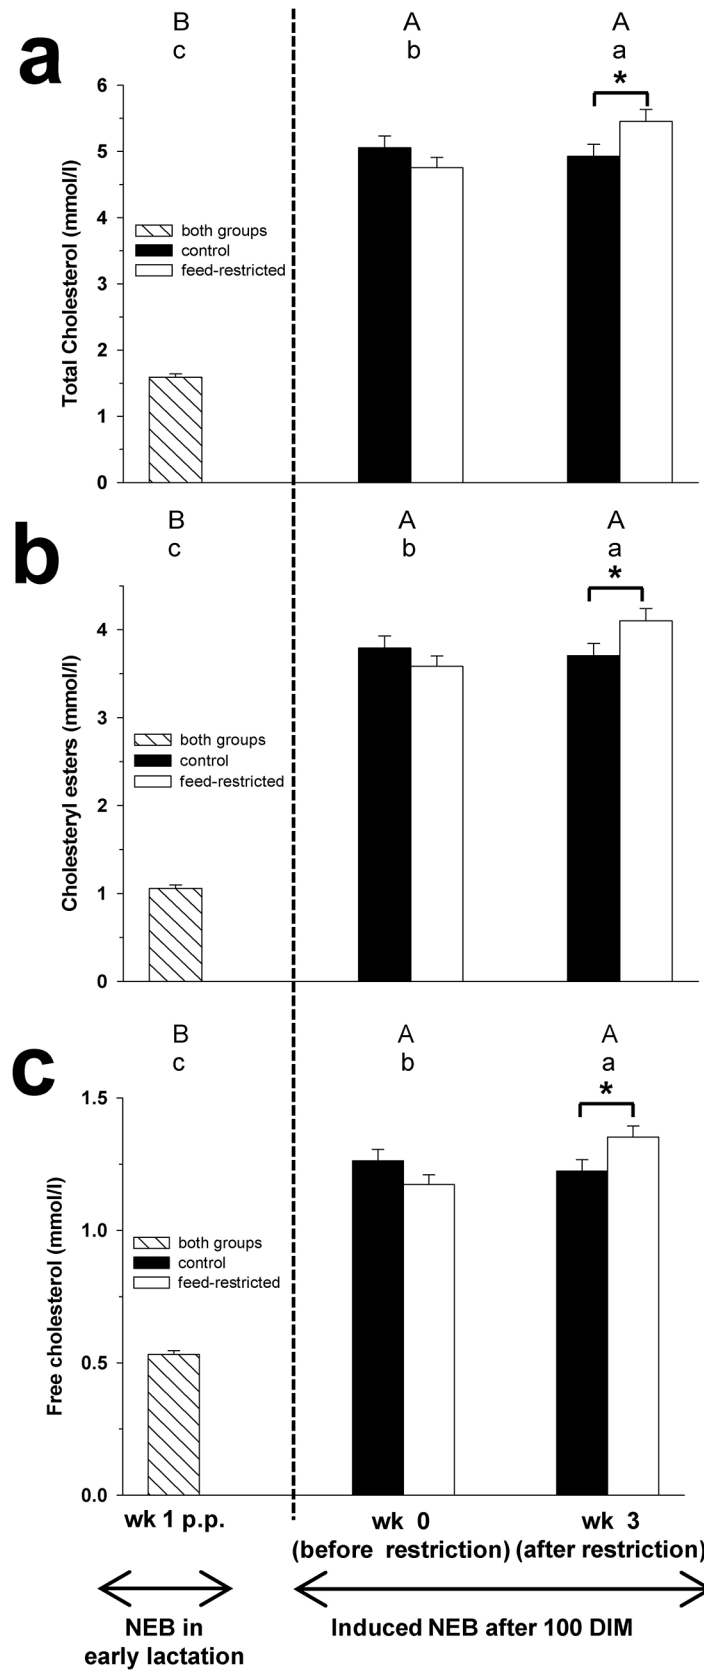 a
B A A
c b a
*
6
5
4
3
2
1
0
Total Cholesterol (mmol/l)
both groups
control
feed-restricted
b
B A A
c b a
*
4
3
2
1
0
Cholesteryl esters (mmol/l)
both groups
control
feed-restricted
c
B A A
c b a
*
1.5
1.0
0.5
0.0
Free cholesterol (mmol/l)
both groups
control
feed-restricted
wk 1 p.p. wk 0 wk 3
(before restriction) (after restriction)
NEB in
early lactation
Induced NEB after 100 DIM